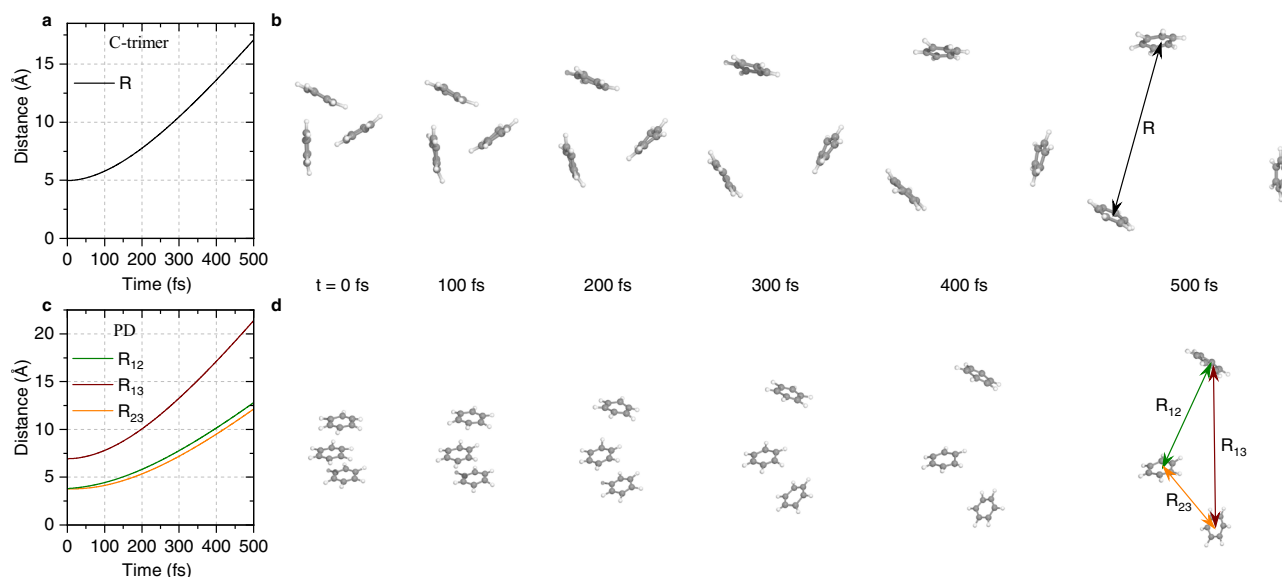 a
C-trimer
R
Distance (Å)
15
10
5
0
0 100 200 300 400 500
Time (fs)
b
R
t = 0 fs 100 fs 200 fs 300 fs 400 fs 500 fs
c
PD
R12
R13
R23
Distance (Å)
20
15
10
5
0
0 100 200 300 400 500
Time (fs)
d
R12
R13
R23